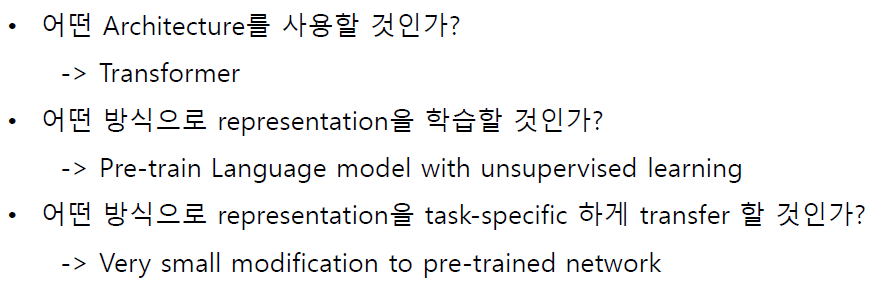 • 어떤 Architecture를 사용할 것인가?
-> Transformer
• 어떤 방식으로 representation을 학습할 것인가?
-> Pre-train Language model with unsupervised learning
• 어떤 방식으로 representation을 task-specific 하게 transfer 할 것인가?
-> Very small modification to pre-trained network